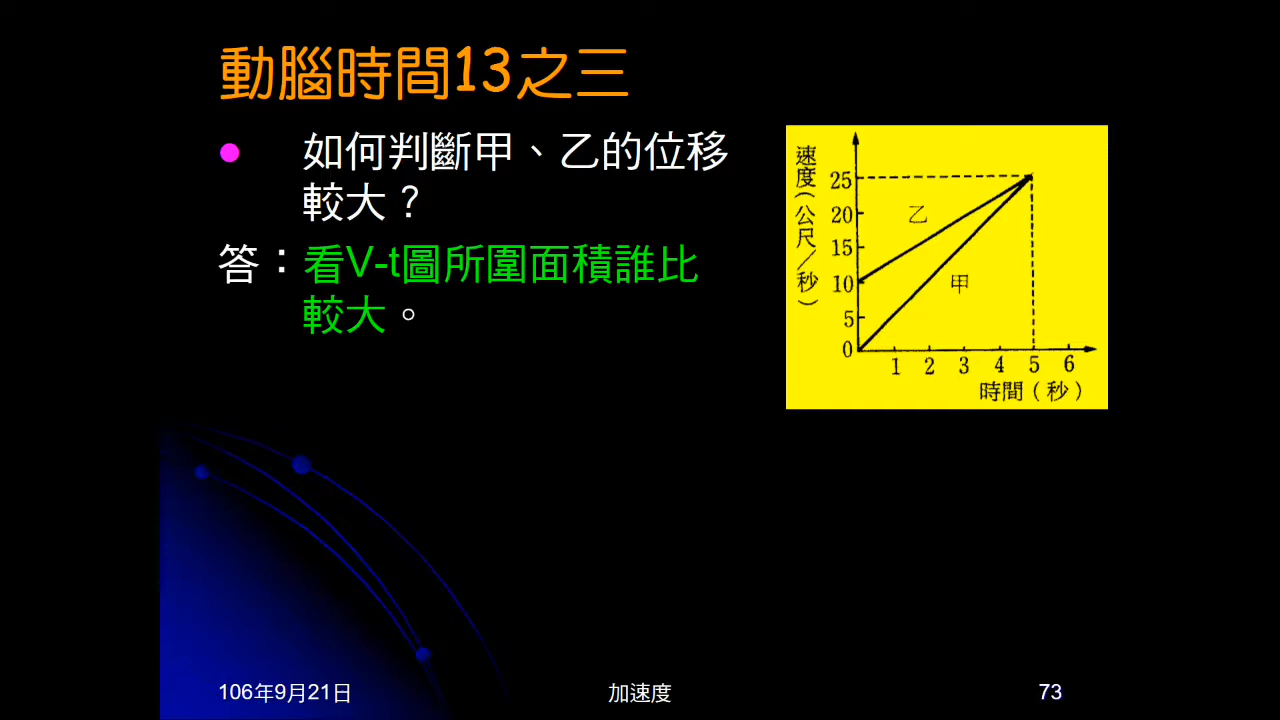 動腦時間13之三
如何判斷甲、乙的位移
較大？
答：看V-t圖所圍面積誰比
較大。
速度(公尺/秒)
25
20
15
10
5
0
乙
甲
1 2 3 4 5 6
時間(秒)
106年9月21日
加速度
73